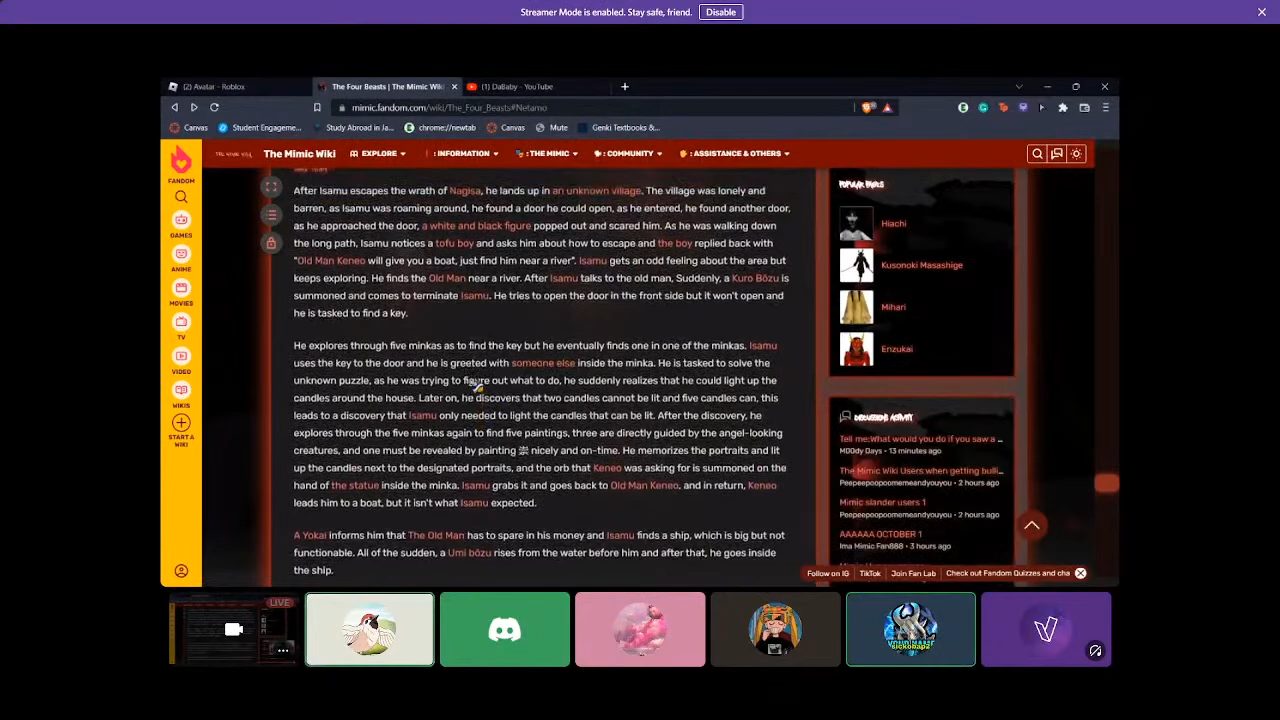 Streamer Mode is enabled. Stay safe, friend. Disable
(2) Avatar - Roblox
The Four Beasts | The Mimic Wiki
(1) DaBaby - YouTube
mimic.fandom.com/wiki/The_Four_Beasts#Netamo
Canvas
Student Engageme...
Study Abroad in Ja...
chrome://newtab
Canvas
Mute
Genki Textbooks &...
FANDOM
GAMES
ANIME
MOVIES
TV
VIDEO
WIKIS
START A
WIKI
The Mimic Wiki
EXPLORE
: INFORMATION
: THE MIMIC
: COMMUNITY
: ASSISTANCE & OTHERS
After Isamu escapes the wrath of Nagisa, he lands up in an unknown village. The village was lonely and
barren, as Isamu was roaming around, he found a door he could open, as he entered, he found another door,
as he approached the door, a white and black figure popped out and scared him. As he was walking down
the long path, Isamu notices a tofu boy and asks him about how to escape and the boy replied back with
"Old Man Keneo will give you a boat, just find him near a river". Isamu gets an odd feeling about the area but
keeps exploring. He finds the Old Man near a river. After Isamu talks to the old man, Suddenly, a Kuro Bōzu is
summoned and comes to terminate Isamu. He tries to open the door in the front side but it won't open and
he is tasked to find a key.
He explores through five minkas as to find the key but he eventually finds one in one of the minkas. Isamu
uses the key to the door and he is greeted with someone else inside the minka. He is tasked to solve the
unknown puzzle, as he was trying to figure out what to do, he suddenly realizes that he could light up the
candles around the house. Later on, he discovers that two candles cannot be lit and five candles can, this
leads to a discovery that Isamu only needed to light the candles that can be lit. After the discovery, he
explores through the five minkas again to find five paintings, three are directly guided by the angel-looking
creatures, and one must be revealed by painting nicely and on-time. He memorizes the portraits and lit
up the candles next to the designated portraits, and the orb that Keneo was asking for is summoned on the
hand of the statue inside the minka. Isamu grabs it and goes back to Old Man Keneo, and in return, Keneo
leads him to a boat, but it isn't what Isamu expected.
A Yokai informs him that The Old Man has to spare in his money and Isamu finds a ship, which is big but not
functionable. All of the sudden, a Umi bōzu rises from the water before him and after that, he goes inside
the ship.
POPULAR PAGES
Hiachi
Kusonoki Masashige
Mihari
Enzukai
DISCUSSIONS ACTIVITY
Tell me:What would you do if you saw a ...
M00dy Days • 13 minutes ago
The Mimic Wiki Users when getting bulli...
Peepeepoopoomemeandyouyou • 2 hours ago
Mimic slander users 1
Peepeepoopoomemeandyouyou • 2 hours ago
AAAAAA OCTOBER 1
Ima Mimic Fan888 • 3 hours ago
Follow on IG
TikTok
Join Fan Lab
Check out Fandom Quizzes and cha
LIVE